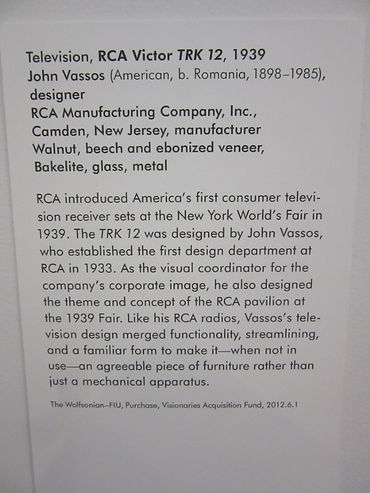 Television, RCA Victor TRK 12, 1939
John Vassos (American, b. Romania, 1898–1985),
designer
RCA Manufacturing Company, Inc.,
Camden, New Jersey, manufacturer
Walnut, beech and ebonized veneer,
Bakelite, glass, metal
RCA introduced America's first consumer televi-
sion receiver sets at the New York World's Fair in
1939. The TRK 12 was designed by John Vassos,
who established the first design department at
RCA in 1933. As the visual coordinator for the
company's corporate image, he also designed
the theme and concept of the RCA pavilion at
the 1939 Fair. Like his RCA radios, Vassos's tele-
vision design merged functionality, streamlining,
and a familiar form to make it—when not in
use—an agreeable piece of furniture rather than
just a mechanical apparatus.
The Wolfsonian–FIU, Purchase, Visionaries Acquisition Fund, 2012.6.1